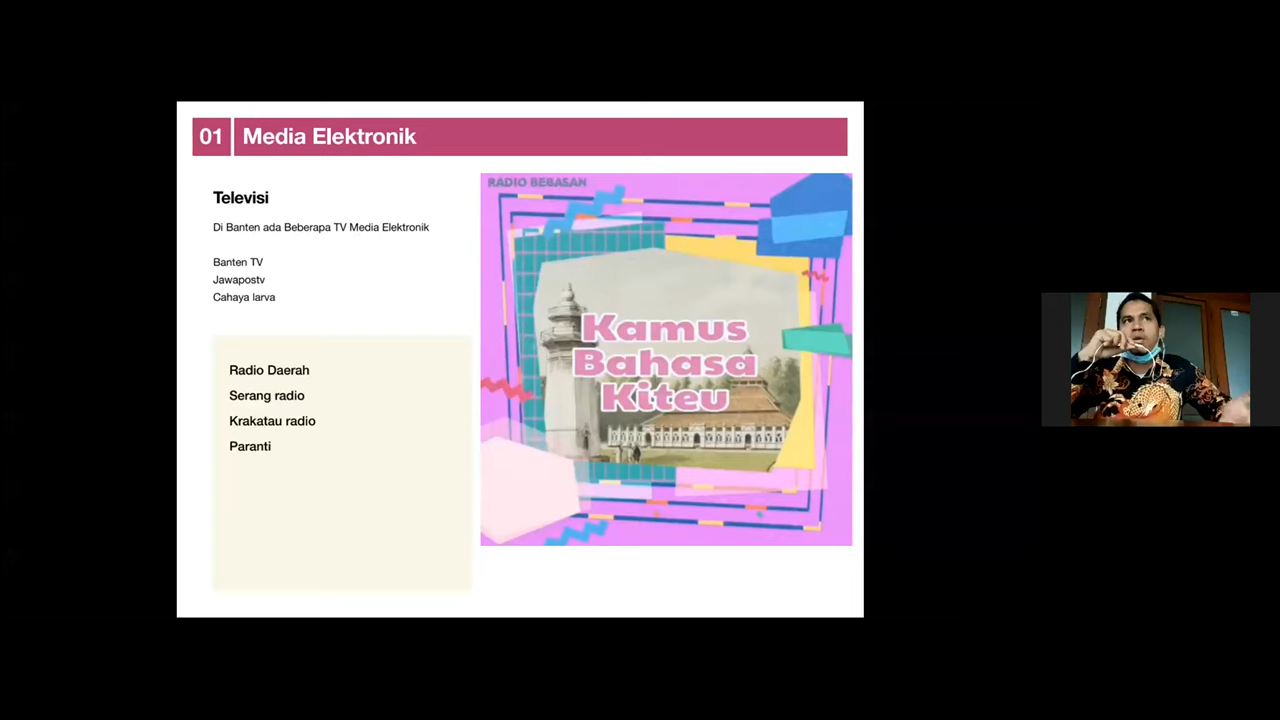 01 Media Elektronik
Televisi
Di Banten ada Beberapa TV Media Elektronik
Banten TV
Jawapostv
Cahaya larva
Radio Daerah
Serang radio
Krakatau radio
Paranti
RADIO BEBASAN
Kamus
Bahasa
Kiteu